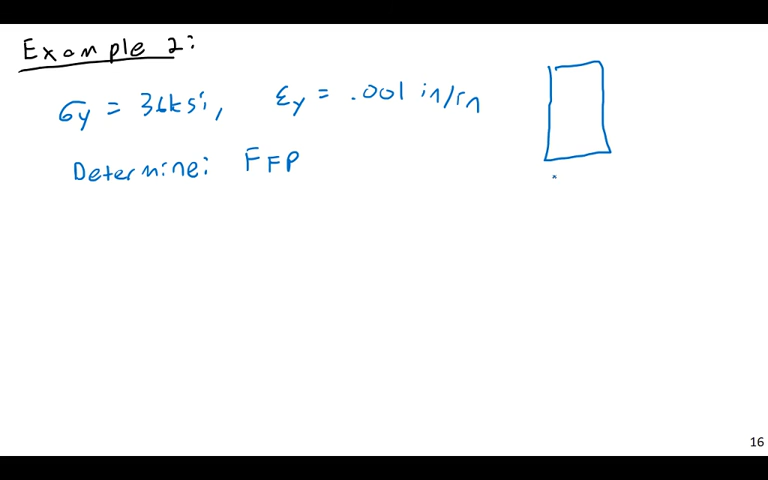 Example 2:
σy = 36ksi, εy = .001 in/in
Determine: FFP
16